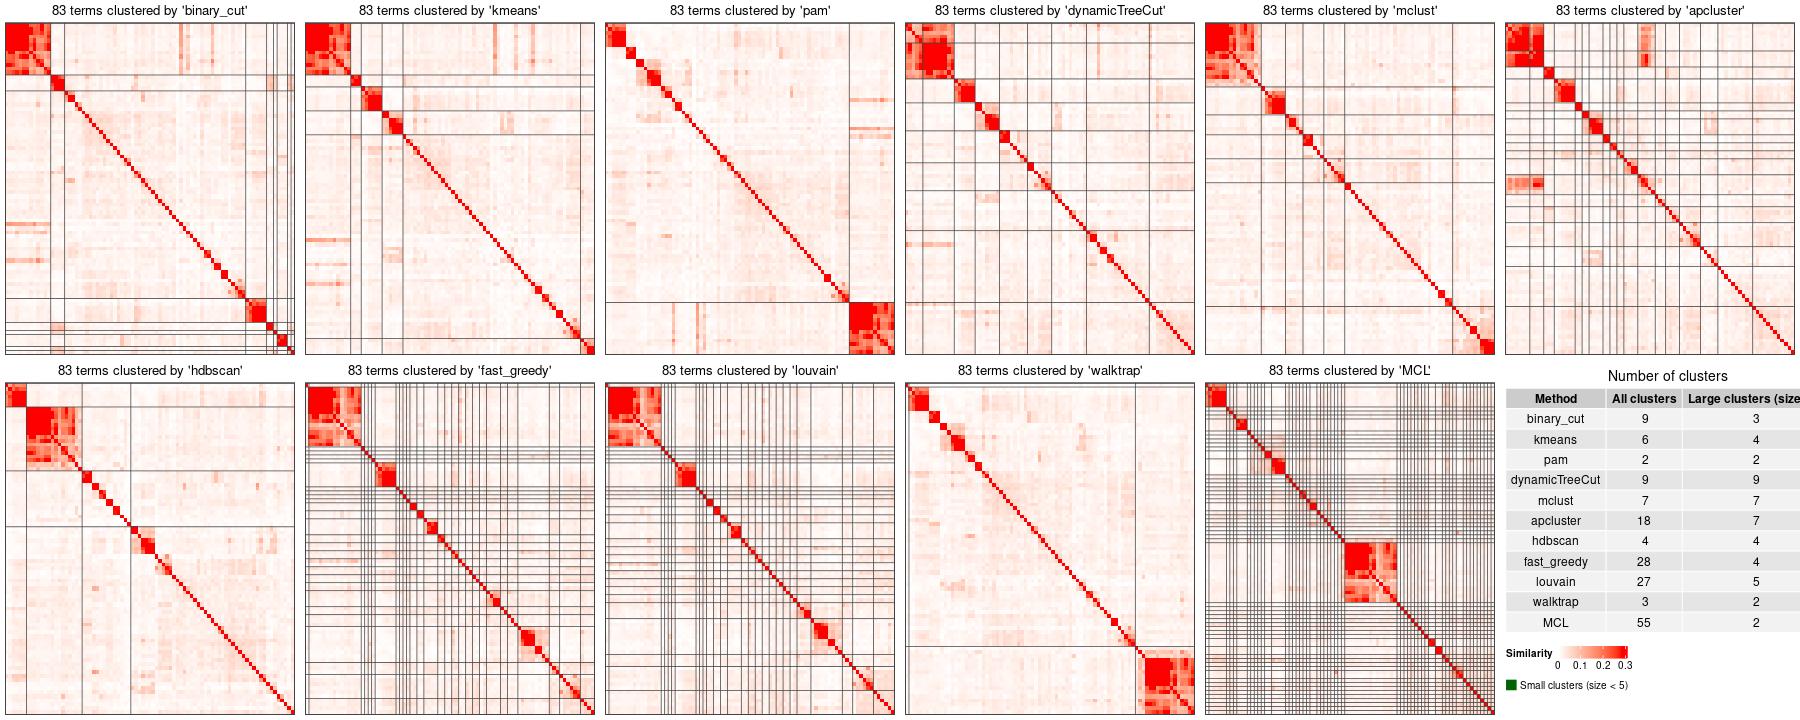 83 terms clustered by 'binary_cut'
83 terms clustered by 'kmeans'
83 terms clustered by 'pam'
83 terms clustered by 'dynamicTreeCut'
83 terms clustered by 'mclust'
83 terms clustered by 'apcluster'
83 terms clustered by 'hdbscan'
83 terms clustered by 'fast_greedy'
83 terms clustered by 'louvain'
83 terms clustered by 'walktrap'
83 terms clustered by 'MCL'
Number of clusters
Method All clusters Large clusters (size
binary_cut 9 3
kmeans 6 4
pam 2 2
dynamicTreeCut 9 9
mclust 7 7
apcluster 18 7
hdbscan 4 4
fast_greedy 28 4
louvain 27 5
walktrap 3 2
MCL 55 2
Similarity
0 0.1 0.2 0.3
Small clusters (size < 5)